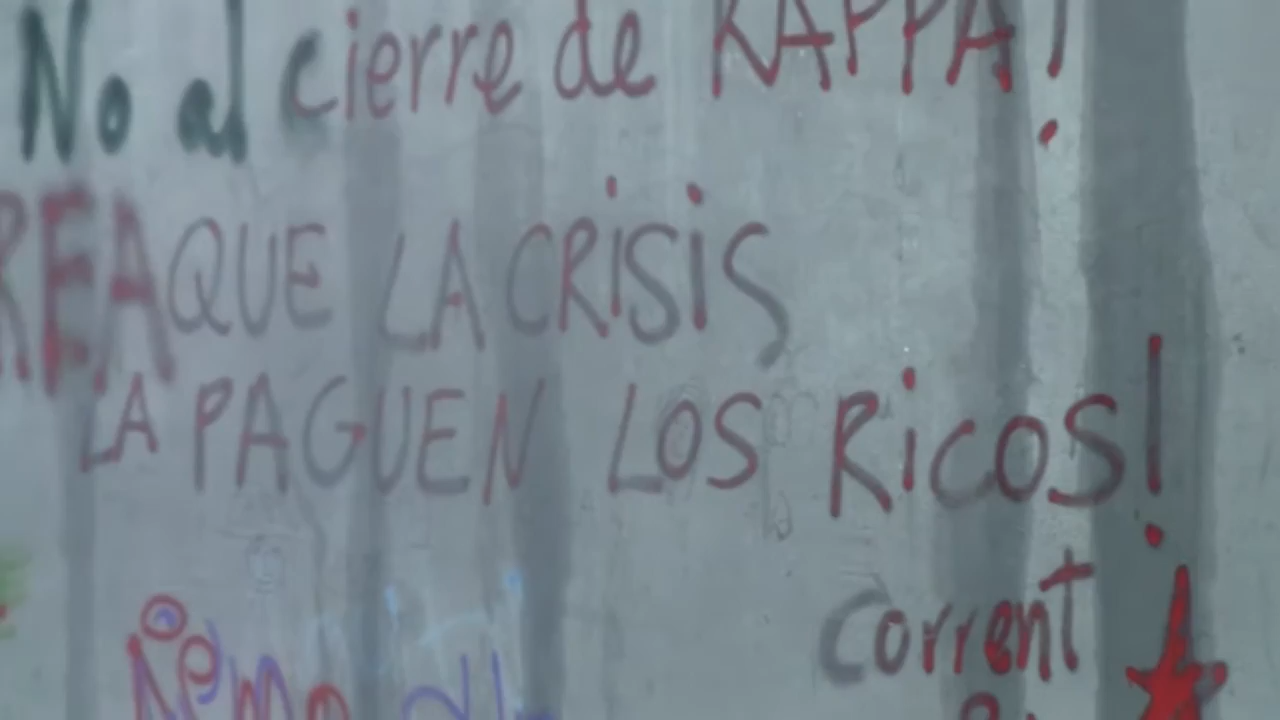 No al cierre de KAPPA!
QUE LA CRISIS
LA PAGUEN LOS RICOS!
Corrent